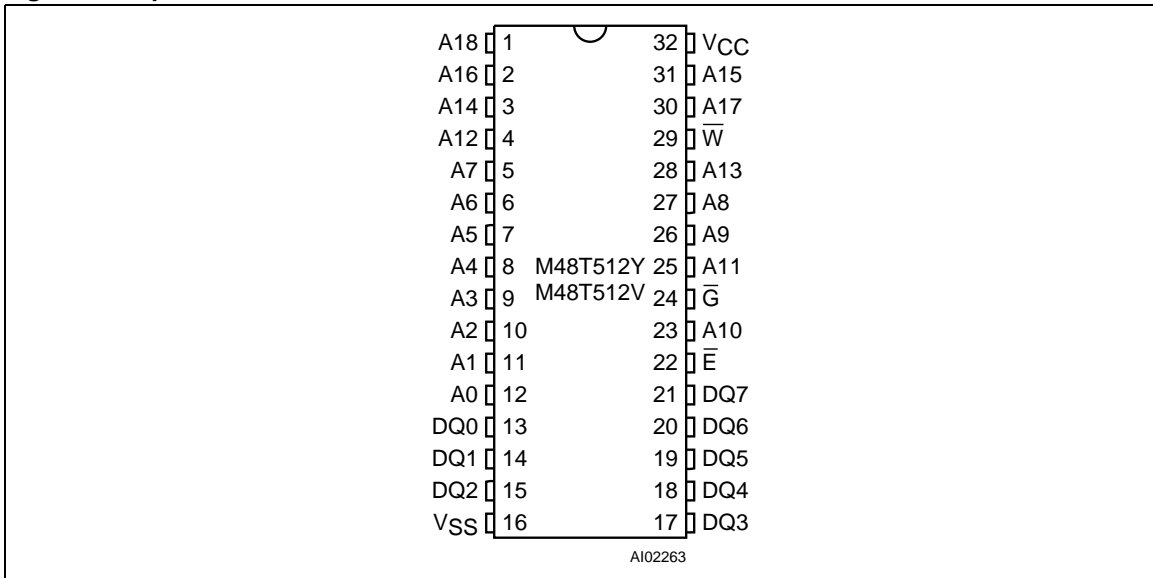 A18 1 32 VCC
A16 2 31 A15
A14 3 30 A17
A12 4 29 W̅
A7 5 28 A13
A6 6 27 A8
A5 7 26 A9
A4 8 M48T512Y 25 A11
A3 9 M48T512V 24 G̅
A2 10 23 A10
A1 11 22 E̅
A0 12 21 DQ7
DQ0 13 20 DQ6
DQ1 14 19 DQ5
DQ2 15 18 DQ4
VSS 16 17 DQ3
AI02263